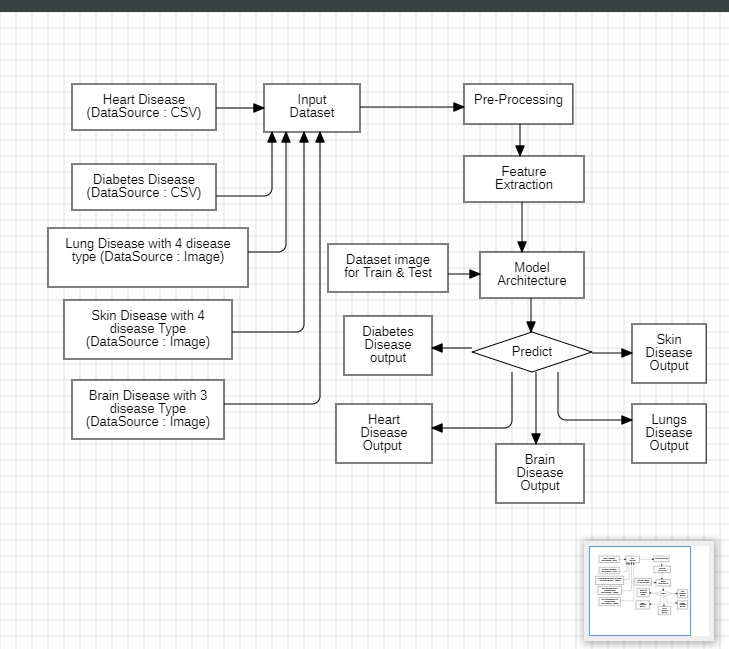 Heart Disease
(DataSource : CSV)
Input
Dataset
Pre-Processing
Diabetes Disease
(DataSource : CSV)
Feature
Extraction
Lung Disease with 4 disease
type (DataSource : Image)
Dataset image
for Train & Test
Model
Architecture
Skin Disease with 4
disease Type
(DataSource : Image)
Diabetes
Disease
output
Predict
Skin
Disease
Output
Brain Disease with 3
disease Type
(DataSource : Image)
Heart
Disease
Output
Brain
Disease
Output
Lungs
Disease
Output